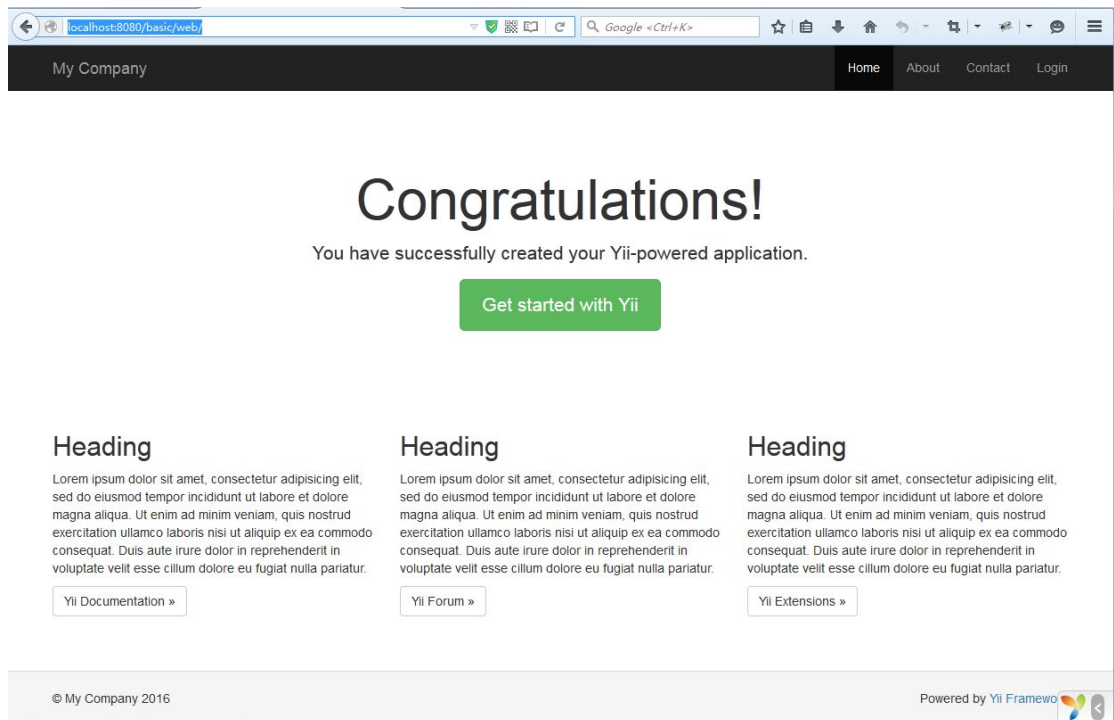 localhost:8080/basic/web/
Google <Ctrl+K>
My Company
Home
About
Contact
Login
Congratulations!
You have successfully created your Yii-powered application.
Get started with Yii
Heading
Lorem ipsum dolor sit amet, consectetur adipisicing elit,
sed do eiusmod tempor incididunt ut labore et dolore
magna aliqua. Ut enim ad minim veniam, quis nostrud
exercitation ullamco laboris nisi ut aliquip ex ea commodo
consequat. Duis aute irure dolor in reprehenderit in
voluptate velit esse cillum dolore eu fugiat nulla pariatur.
Yii Documentation »
Heading
Lorem ipsum dolor sit amet, consectetur adipisicing elit,
sed do eiusmod tempor incididunt ut labore et dolore
magna aliqua. Ut enim ad minim veniam, quis nostrud
exercitation ullamco laboris nisi ut aliquip ex ea commodo
consequat. Duis aute irure dolor in reprehenderit in
voluptate velit esse cillum dolore eu fugiat nulla pariatur.
Yii Forum »
Heading
Lorem ipsum dolor sit amet, consectetur adipisicing elit,
sed do eiusmod tempor incididunt ut labore et dolore
magna aliqua. Ut enim ad minim veniam, quis nostrud
exercitation ullamco laboris nisi ut aliquip ex ea commodo
consequat. Duis aute irure dolor in reprehenderit in
voluptate velit esse cillum dolore eu fugiat nulla pariatur.
Yii Extensions »
© My Company 2016
Powered by Yii Framewo